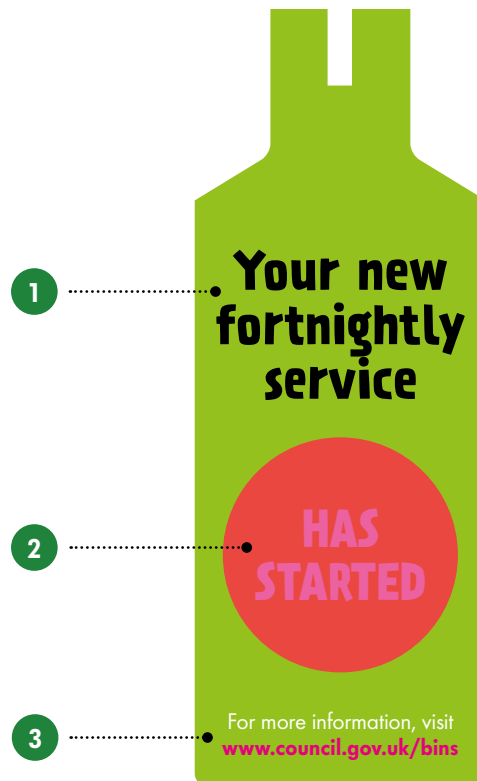 1
Your new
fortnightly
service
2
HAS
STARTED
3
For more information, visit
www.council.gov.uk/bins